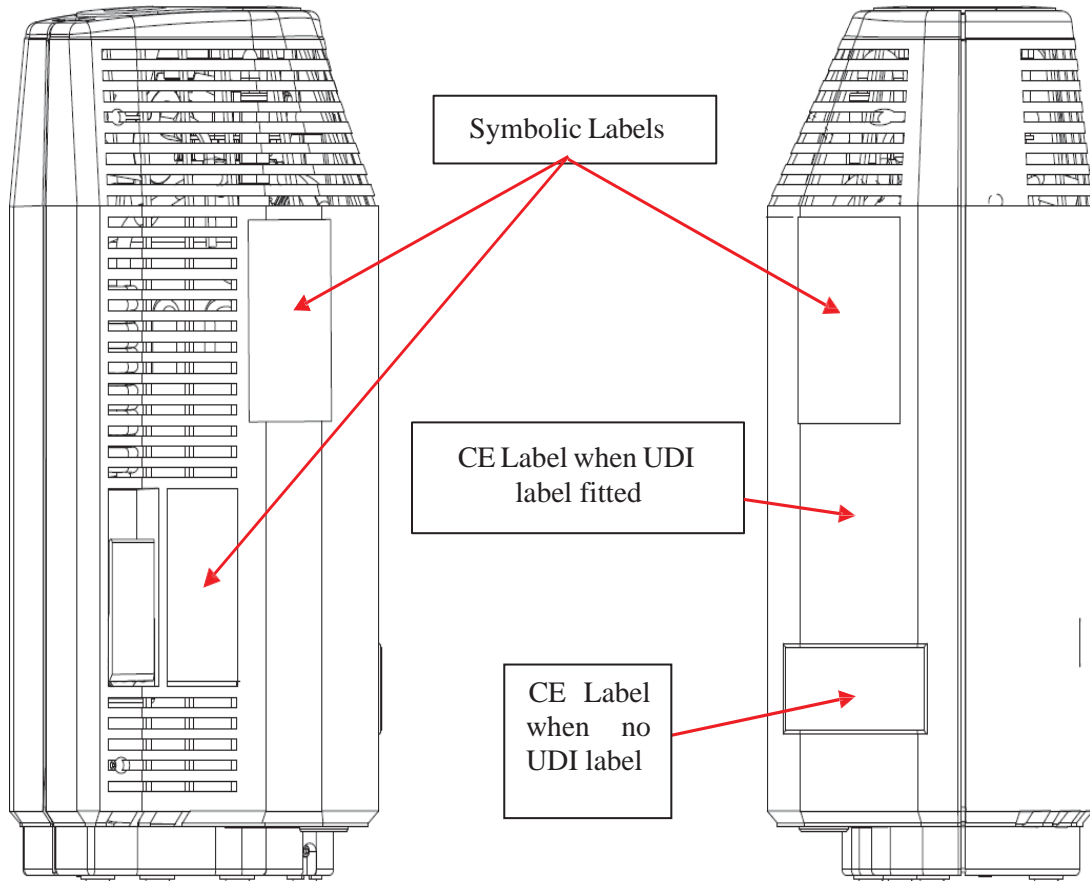 Symbolic Labels
CE Label when UDI
label fitted
CE Label
when no
UDI label